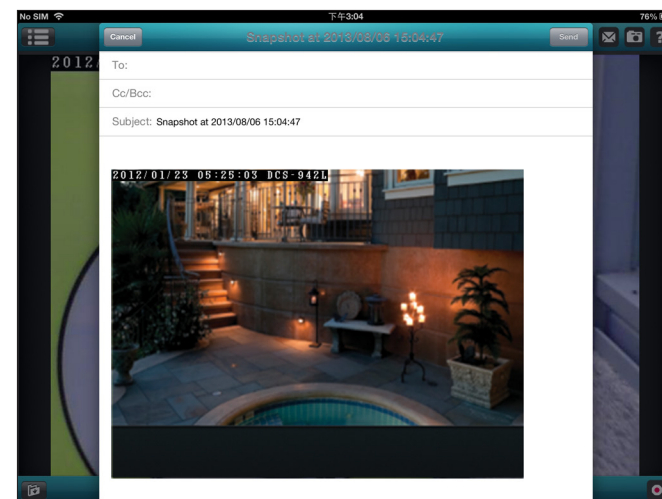 No SIM 下午3:04 76%
Cancel Snapshot at 2013/08/06 15:04:47 Send
2012/
To:
Cc/Bcc:
Subject: Snapshot at 2013/08/06 15:04:47
2012/01/23 05:25:03 DCS-942L